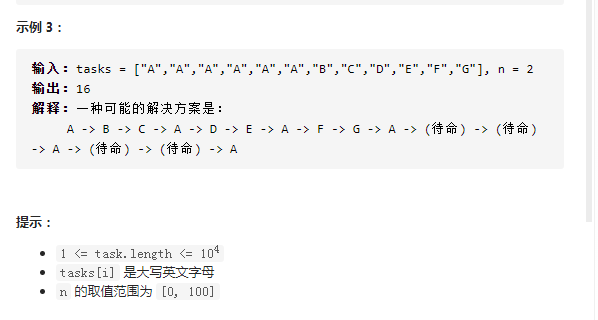 示例 3：
输入：tasks = ["A","A","A","A","A","A","B","C","D","E","F","G"], n = 2
输出：16
解释：一种可能的解决方案是：
A -> B -> C -> A -> D -> E -> A -> F -> G -> A -> (待命) -> (待命)
-> A -> (待命) -> (待命) -> A
提示：
1 <= task.length <= 10⁴
tasks[i] 是大写英文字母
n 的取值范围为 [0, 100]